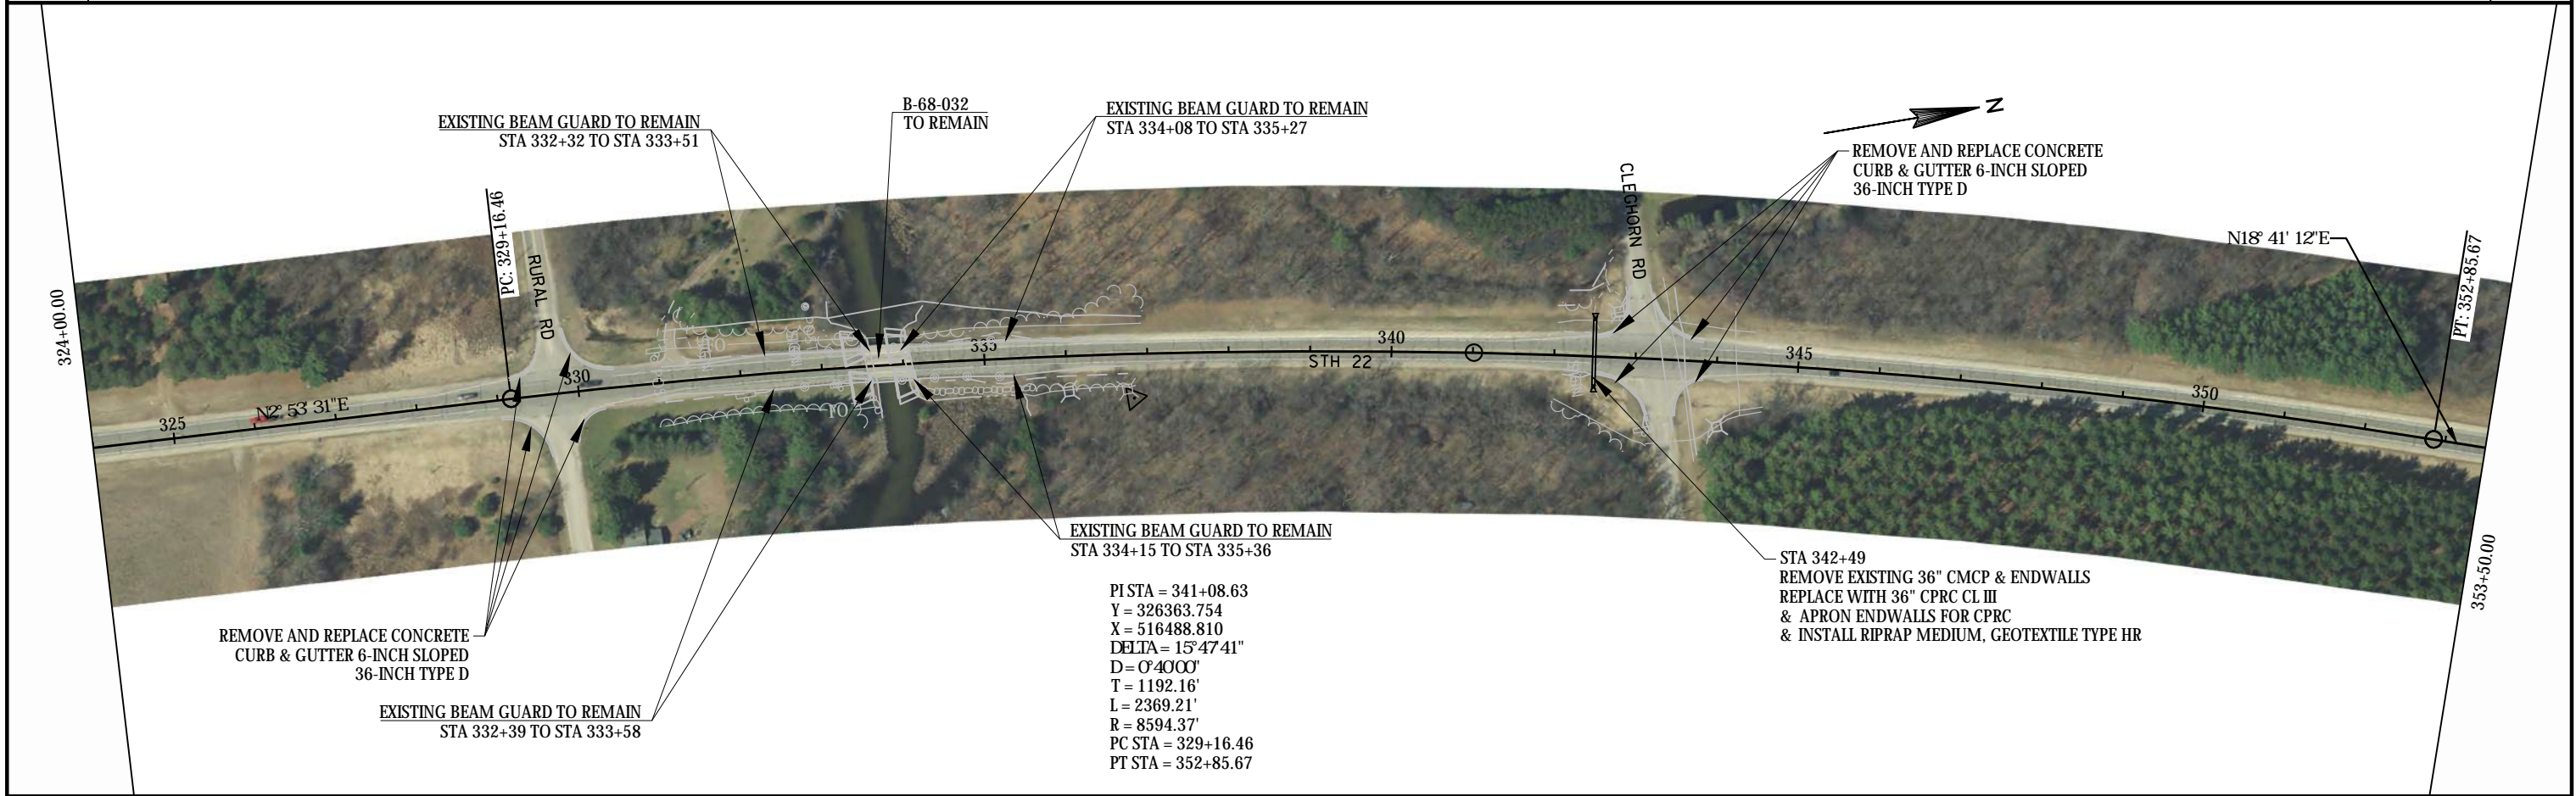 B-68-032
TO REMAIN
EXISTING BEAM GUARD TO REMAIN
STA 332+32 TO STA 333+51
EXISTING BEAM GUARD TO REMAIN
STA 334+08 TO STA 335+27
N
REMOVE AND REPLACE CONCRETE
CURB & GUTTER 6-INCH SLOPED
36-INCH TYPE D
324+00.00
PC: 329+16.46
RURAL RD
CLEGHORN RD
N18° 41' 12"E
PT: 352+85.67
325
N2° 53' 31"E
330
335
340
STH 22
345
350
353+50.00
EXISTING BEAM GUARD TO REMAIN
STA 334+15 TO STA 335+36
STA 342+49
REMOVE EXISTING 36" CMCP & ENDWALLS
REPLACE WITH 36" CPRC CL III
& APRON ENDWALLS FOR CPRC
& INSTALL RIPRAP MEDIUM, GEOTEXTILE TYPE HR
REMOVE AND REPLACE CONCRETE
CURB & GUTTER 6-INCH SLOPED
36-INCH TYPE D
EXISTING BEAM GUARD TO REMAIN
STA 332+39 TO STA 333+58
PI STA = 341+08.63
Y = 326363.754
X = 516488.810
DELTA = 15°47'41"
D = 0°40'00"
T = 1192.16'
L = 2369.21'
R = 8594.37'
PC STA = 329+16.46
PT STA = 352+85.67